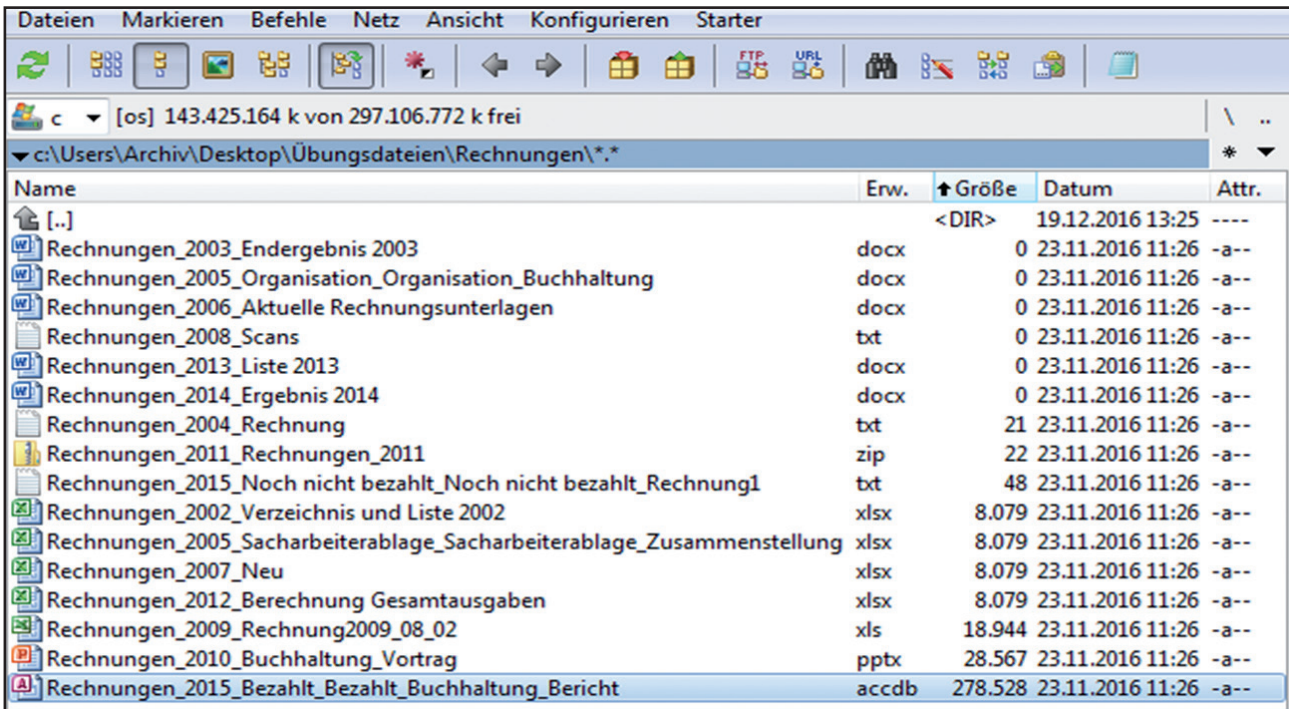 Dateien Markieren Befehle Netz Ansicht Konfigurieren Starter
FTP URL
c [os] 143.425.164 k von 297.106.772 k frei \ ..
c:\Users\Archiv\Desktop\Übungsdateien\Rechnungen\*.* *
Name Erw. Größe Datum Attr.
[..] <DIR> 19.12.2016 13:25 ----
Rechnungen_2003_Endergebnis 2003 docx 0 23.11.2016 11:26 -a--
Rechnungen_2005_Organisation_Organisation_Buchhaltung docx 0 23.11.2016 11:26 -a--
Rechnungen_2006_Aktuelle Rechnungsunterlagen docx 0 23.11.2016 11:26 -a--
Rechnungen_2008_Scans txt 0 23.11.2016 11:26 -a--
Rechnungen_2013_Liste 2013 docx 0 23.11.2016 11:26 -a--
Rechnungen_2014_Ergebnis 2014 docx 0 23.11.2016 11:26 -a--
Rechnungen_2004_Rechnung txt 21 23.11.2016 11:26 -a--
Rechnungen_2011_Rechnungen_2011 zip 22 23.11.2016 11:26 -a--
Rechnungen_2015_Noch nicht bezahlt_Noch nicht bezahlt_Rechnung1 txt 48 23.11.2016 11:26 -a--
Rechnungen_2002_Verzeichnis und Liste 2002 xlsx 8.079 23.11.2016 11:26 -a--
Rechnungen_2005_Sacharbeiterablage_Sacharbeiterablage_Zusammenstellung xlsx 8.079 23.11.2016 11:26 -a--
Rechnungen_2007_Neu xlsx 8.079 23.11.2016 11:26 -a--
Rechnungen_2012_Berechnung Gesamtausgaben xlsx 8.079 23.11.2016 11:26 -a--
Rechnungen_2009_Rechnung2009_08_02 xls 18.944 23.11.2016 11:26 -a--
Rechnungen_2010_Buchhaltung_Vortrag pptx 28.567 23.11.2016 11:26 -a--
Rechnungen_2015_Bezahlt_Bezahlt_Buchhaltung_Bericht accdb 278.528 23.11.2016 11:26 -a--